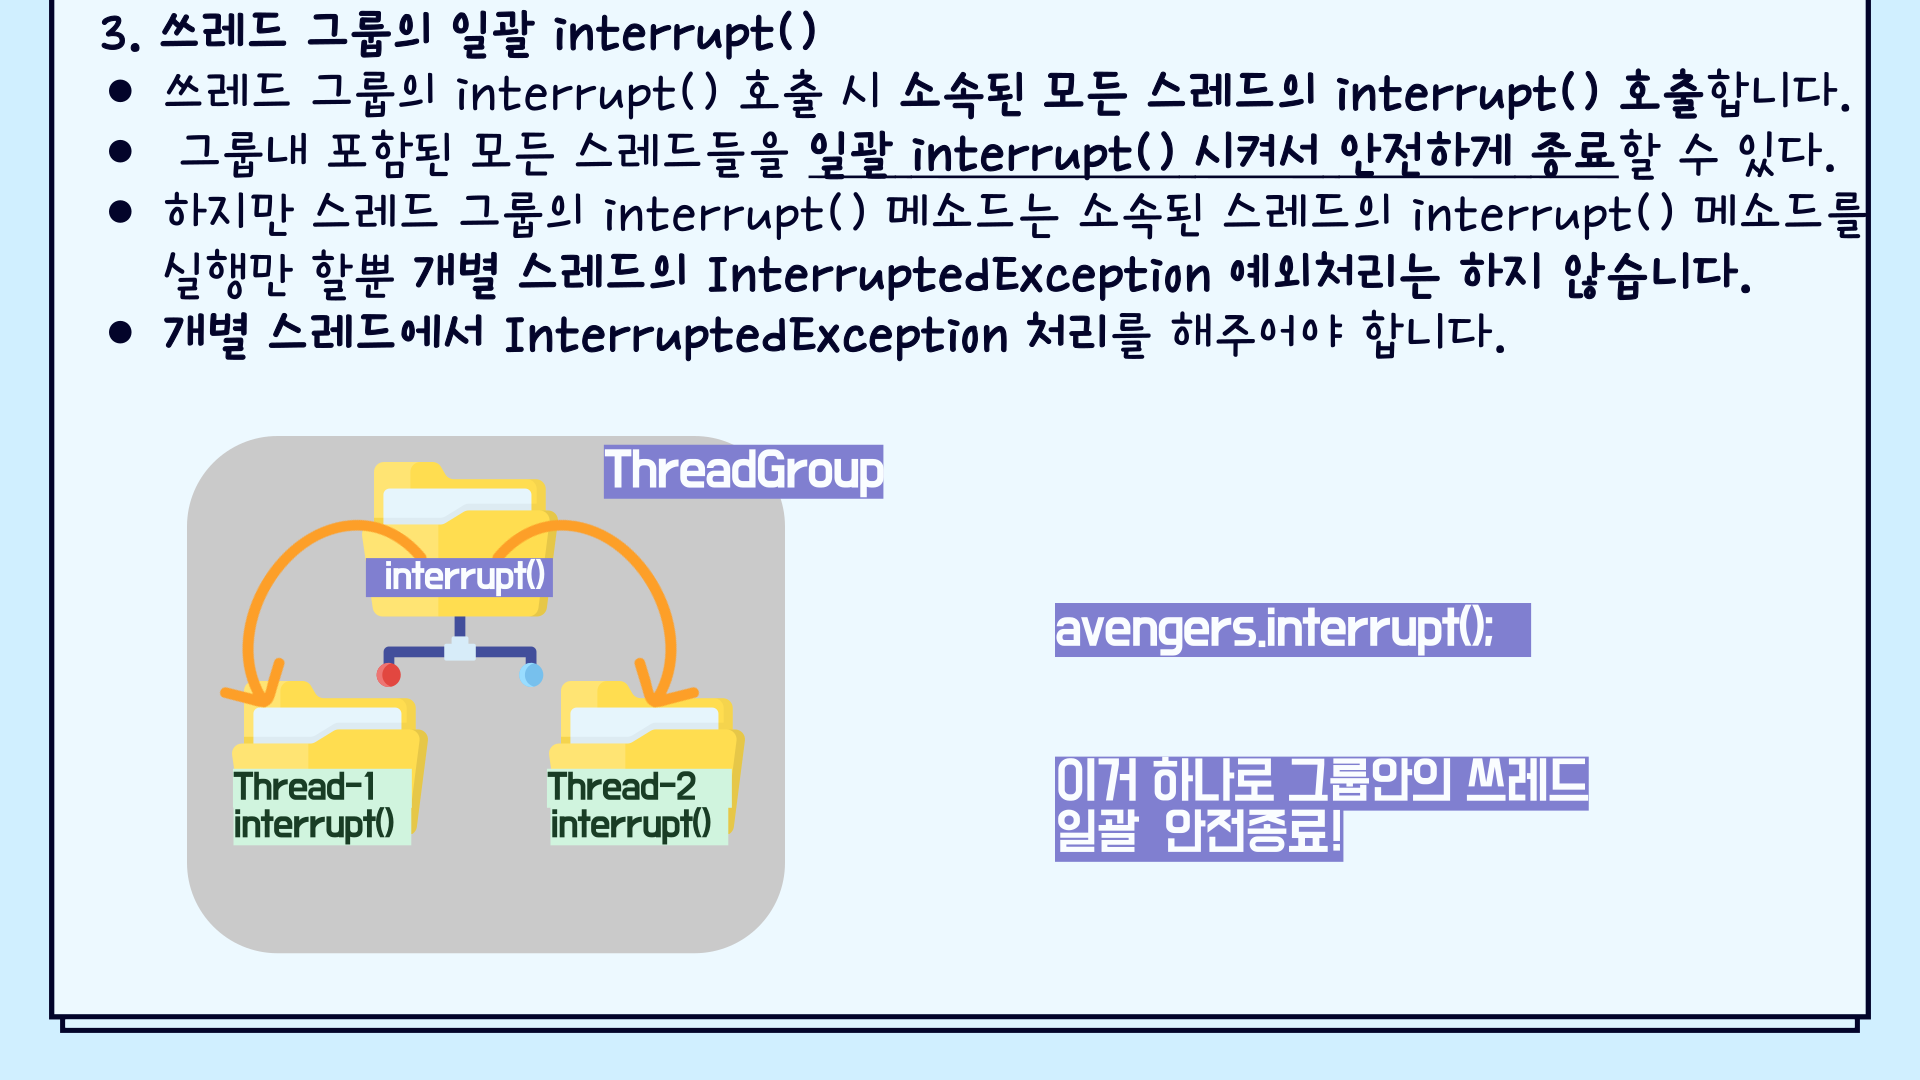 3. 쓰레드 그룹의 일괄 interrupt()
● 쓰레드 그룹의 interrupt() 호출 시 소속된 모든 스레드의 interrupt() 호출합니다.
● 그룹내 포함된 모든 스레드들을 일괄 interrupt() 시켜서 안전하게 종료할 수 있다.
● 하지만 스레드 그룹의 interrupt() 메소드는 소속된 스레드의 interrupt() 메소드를
실행만 할뿐 개별 스레드의 InterruptedException 예외처리는 하지 않습니다.
● 개별 스레드에서 InterruptedException 처리를 해주어야 합니다.
ThreadGroup
interrupt()
Thread-1
interrupt()
Thread-2
interrupt()
avengers.interrupt();
이거 하나로 그룹안의 쓰레드
일괄 안전종료!